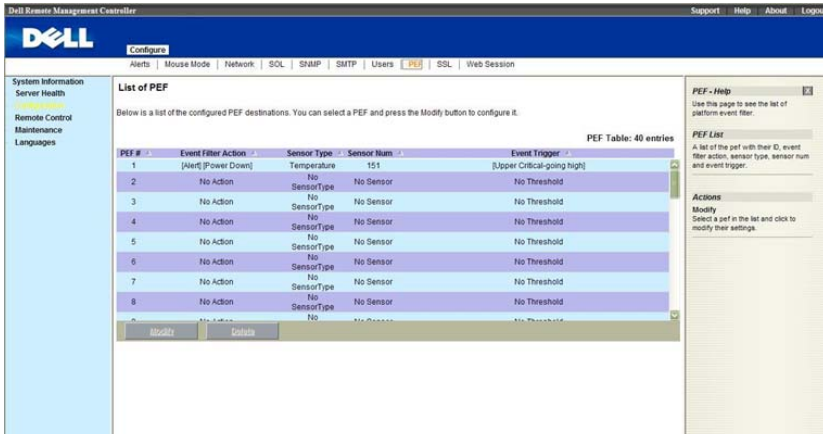 Dell Remote Management Controller
Support | Help | About | Logou
DELL
Configure
Alerts | Mouse Mode | Network | SOL | SNMP | SMTP | Users | PEF | SSL | Web Session
System Information
Server Health
Configuration
Remote Control
Maintenance
Languages
List of PEF
Below is a list of the configured PEF destinations. You can select a PEF and press the Modify button to configure it.
PEF Table: 40 entries
PEF # Event Filter Action Sensor Type Sensor Num Event Trigger
1 [Alert] [Power Down] Temperature 151 [Upper Critical-going high]
2 No Action No SensorType No Sensor No Threshold
3 No Action No SensorType No Sensor No Threshold
4 No Action No SensorType No Sensor No Threshold
5 No Action No SensorType No Sensor No Threshold
6 No Action No SensorType No Sensor No Threshold
7 No Action No SensorType No Sensor No Threshold
8 No Action No SensorType No Sensor No Threshold
No
Modify Delete
PEF - Help X
Use this page to see the list of
platform event filter.
PEF List
A list of the pef with their ID, event
filter action, sensor type, sensor num
and event trigger.
Actions
Modify
Select a pef in the list and click to
modify their settings.